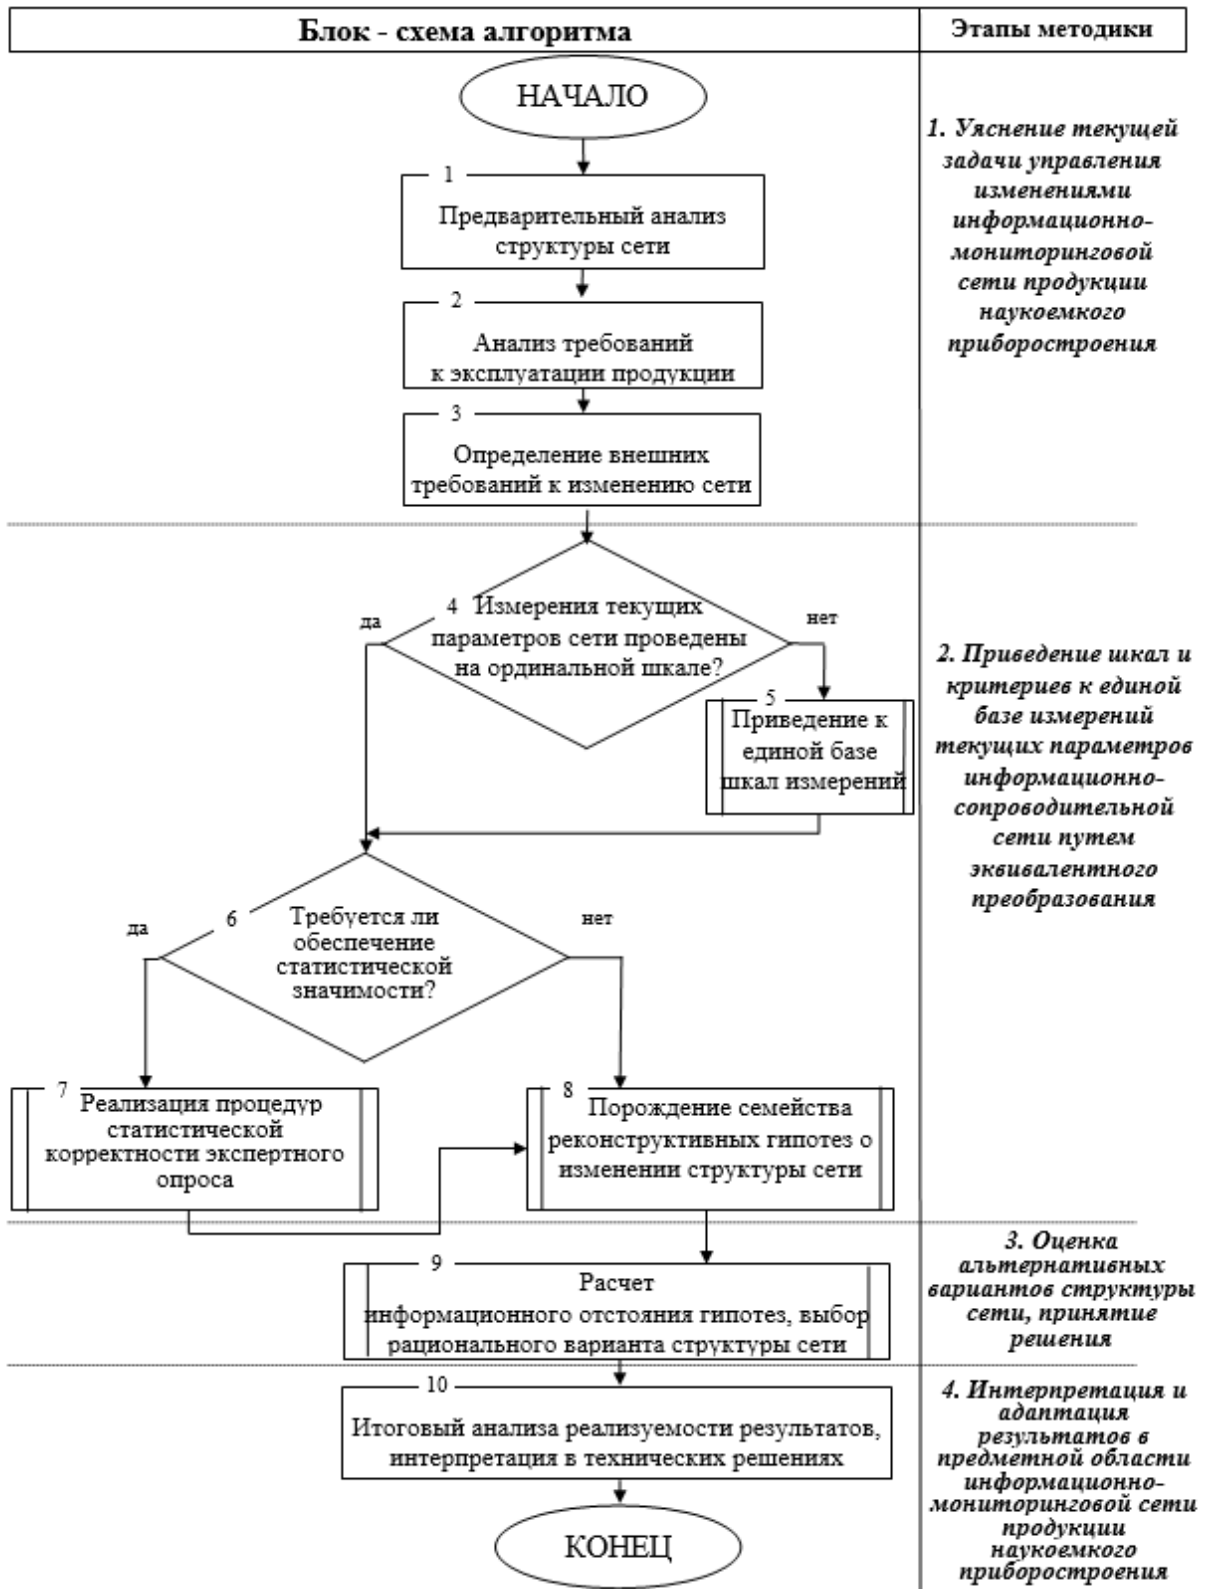 Блок - схема алгоритма
Этапы методики
НАЧАЛО
1
Предварительный анализ
структуры сети
2
Анализ требований
к эксплуатации продукции
3
Определение внешних
требований к изменению сети
1. Уяснение текущей
задачи управления
изменениями
информационно-
мониторинговой
сети продукции
наукоемкого
приборостроения
4 Измерения текущих
параметров сети проведены
на ординальной шкале?
да
нет
5
Приведение к
единой базе
шкал измерений
6
Требуется ли
обеспечение
статистической
значимости?
да
нет
7
Реализация процедур
статистической
корректности экспертного
опроса
8
Порождение семейства
реконструктивных гипотез о
изменении структуры сети
2. Приведение шкал и
критериев к единой
базе измерений
текущих параметров
информационно-
сопроводительной
сети путем
эквивалентного
преобразования
9
Расчет
информационного отстояния гипотез, выбор
рационального варианта структуры сети
3. Оценка
альтернативных
вариантов структуры
сети, принятие
решения
10
Итоговый анализа реализуемости результатов,
интерпретация в технических решениях
КОНЕЦ
4. Интерпретация и
адаптация
результатов в
предметной области
информационно-
мониторинговой сети
продукции
наукоемкого
приборостроения